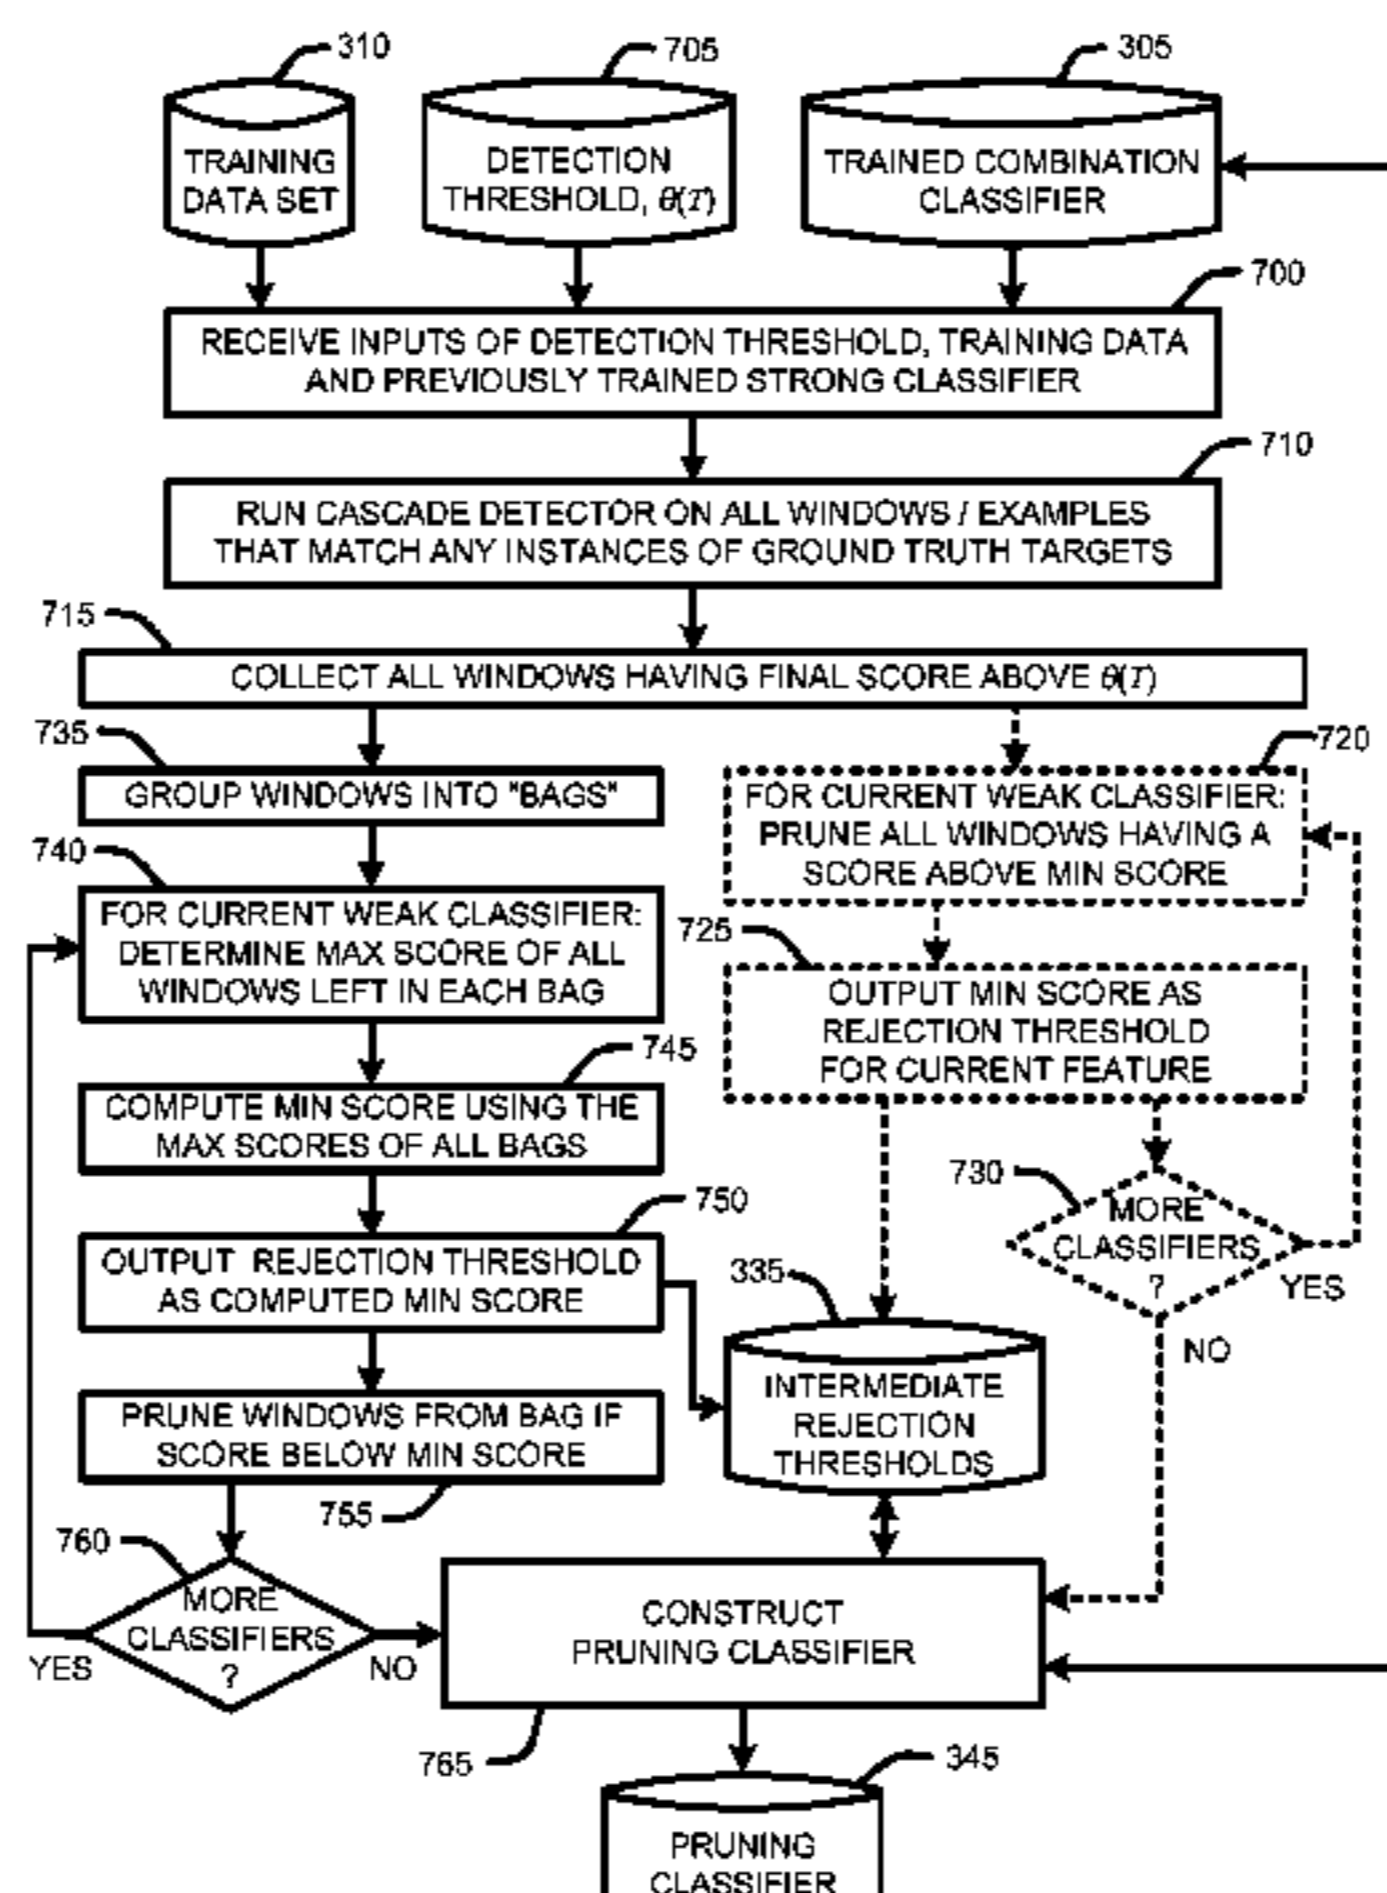 310
705
305
TRAINING
DATA SET
DETECTION
THRESHOLD, θ(T)
TRAINED COMBINATION
CLASSIFIER
700
RECEIVE INPUTS OF DETECTION THRESHOLD, TRAINING DATA
AND PREVIOUSLY TRAINED STRONG CLASSIFIER
710
RUN CASCADE DETECTOR ON ALL WINDOWS / EXAMPLES
THAT MATCH ANY INSTANCES OF GROUND TRUTH TARGETS
715
COLLECT ALL WINDOWS HAVING FINAL SCORE ABOVE θ(T)
735
GROUP WINDOWS INTO "BAGS"
720
FOR CURRENT WEAK CLASSIFIER:
PRUNE ALL WINDOWS HAVING A
SCORE ABOVE MIN SCORE
740
FOR CURRENT WEAK CLASSIFIER:
DETERMINE MAX SCORE OF ALL
WINDOWS LEFT IN EACH BAG
725
OUTPUT MIN SCORE AS
REJECTION THRESHOLD
FOR CURRENT FEATURE
745
COMPUTE MIN SCORE USING THE
MAX SCORES OF ALL BAGS
730
MORE
CLASSIFIERS
?
YES
NO
750
OUTPUT REJECTION THRESHOLD
AS COMPUTED MIN SCORE
335
INTERMEDIATE
REJECTION
THRESHOLDS
PRUNE WINDOWS FROM BAG IF
SCORE BELOW MIN SCORE
755
760
MORE
CLASSIFIERS
?
YES
NO
CONSTRUCT
PRUNING CLASSIFIER
765
345
PRUNING
CLASSIFIER